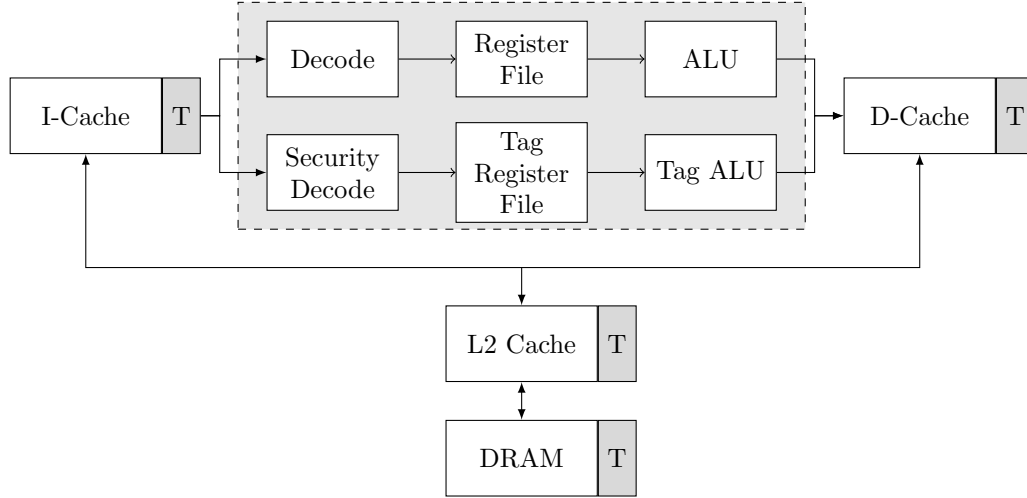 Decode
Register
File
ALU
I-Cache
T
D-Cache
T
Security
Decode
Tag
Register
File
Tag ALU
L2 Cache
T
DRAM
T